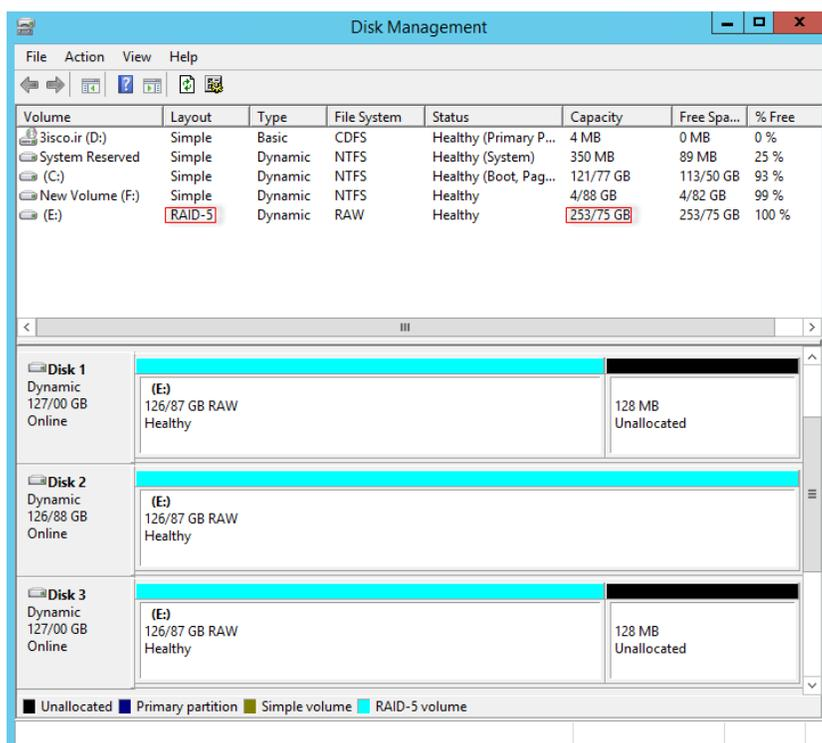 Disk Management
File Action View Help
Volume Layout Type File System Status Capacity Free Spa... % Free
3isco.ir (D:) Simple Basic CDFS Healthy (Primary P... 4 MB 0 MB 0 %
System Reserved Simple Dynamic NTFS Healthy (System) 350 MB 89 MB 25 %
(C:) Simple Dynamic NTFS Healthy (Boot, Pag... 121/77 GB 113/50 GB 93 %
New Volume (F:) Simple Dynamic NTFS Healthy 4/88 GB 4/82 GB 99 %
(E:) RAID-5 Dynamic RAW Healthy 253/75 GB 253/75 GB 100 %
Disk 1
Dynamic
127/00 GB
Online
(E:)
126/87 GB RAW
Healthy
128 MB
Unallocated
Disk 2
Dynamic
126/88 GB
Online
(E:)
126/87 GB RAW
Healthy
Disk 3
Dynamic
127/00 GB
Online
(E:)
126/87 GB RAW
Healthy
128 MB
Unallocated
Unallocated Primary partition Simple volume RAID-5 volume